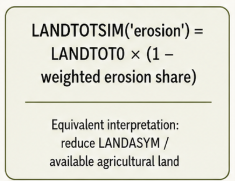 LANDTOTSIM('erosion') =
LANDTOT0 × (1 –
weighted erosion share)
Equivalent interpretation:
reduce LANDASYM /
available agricultural land